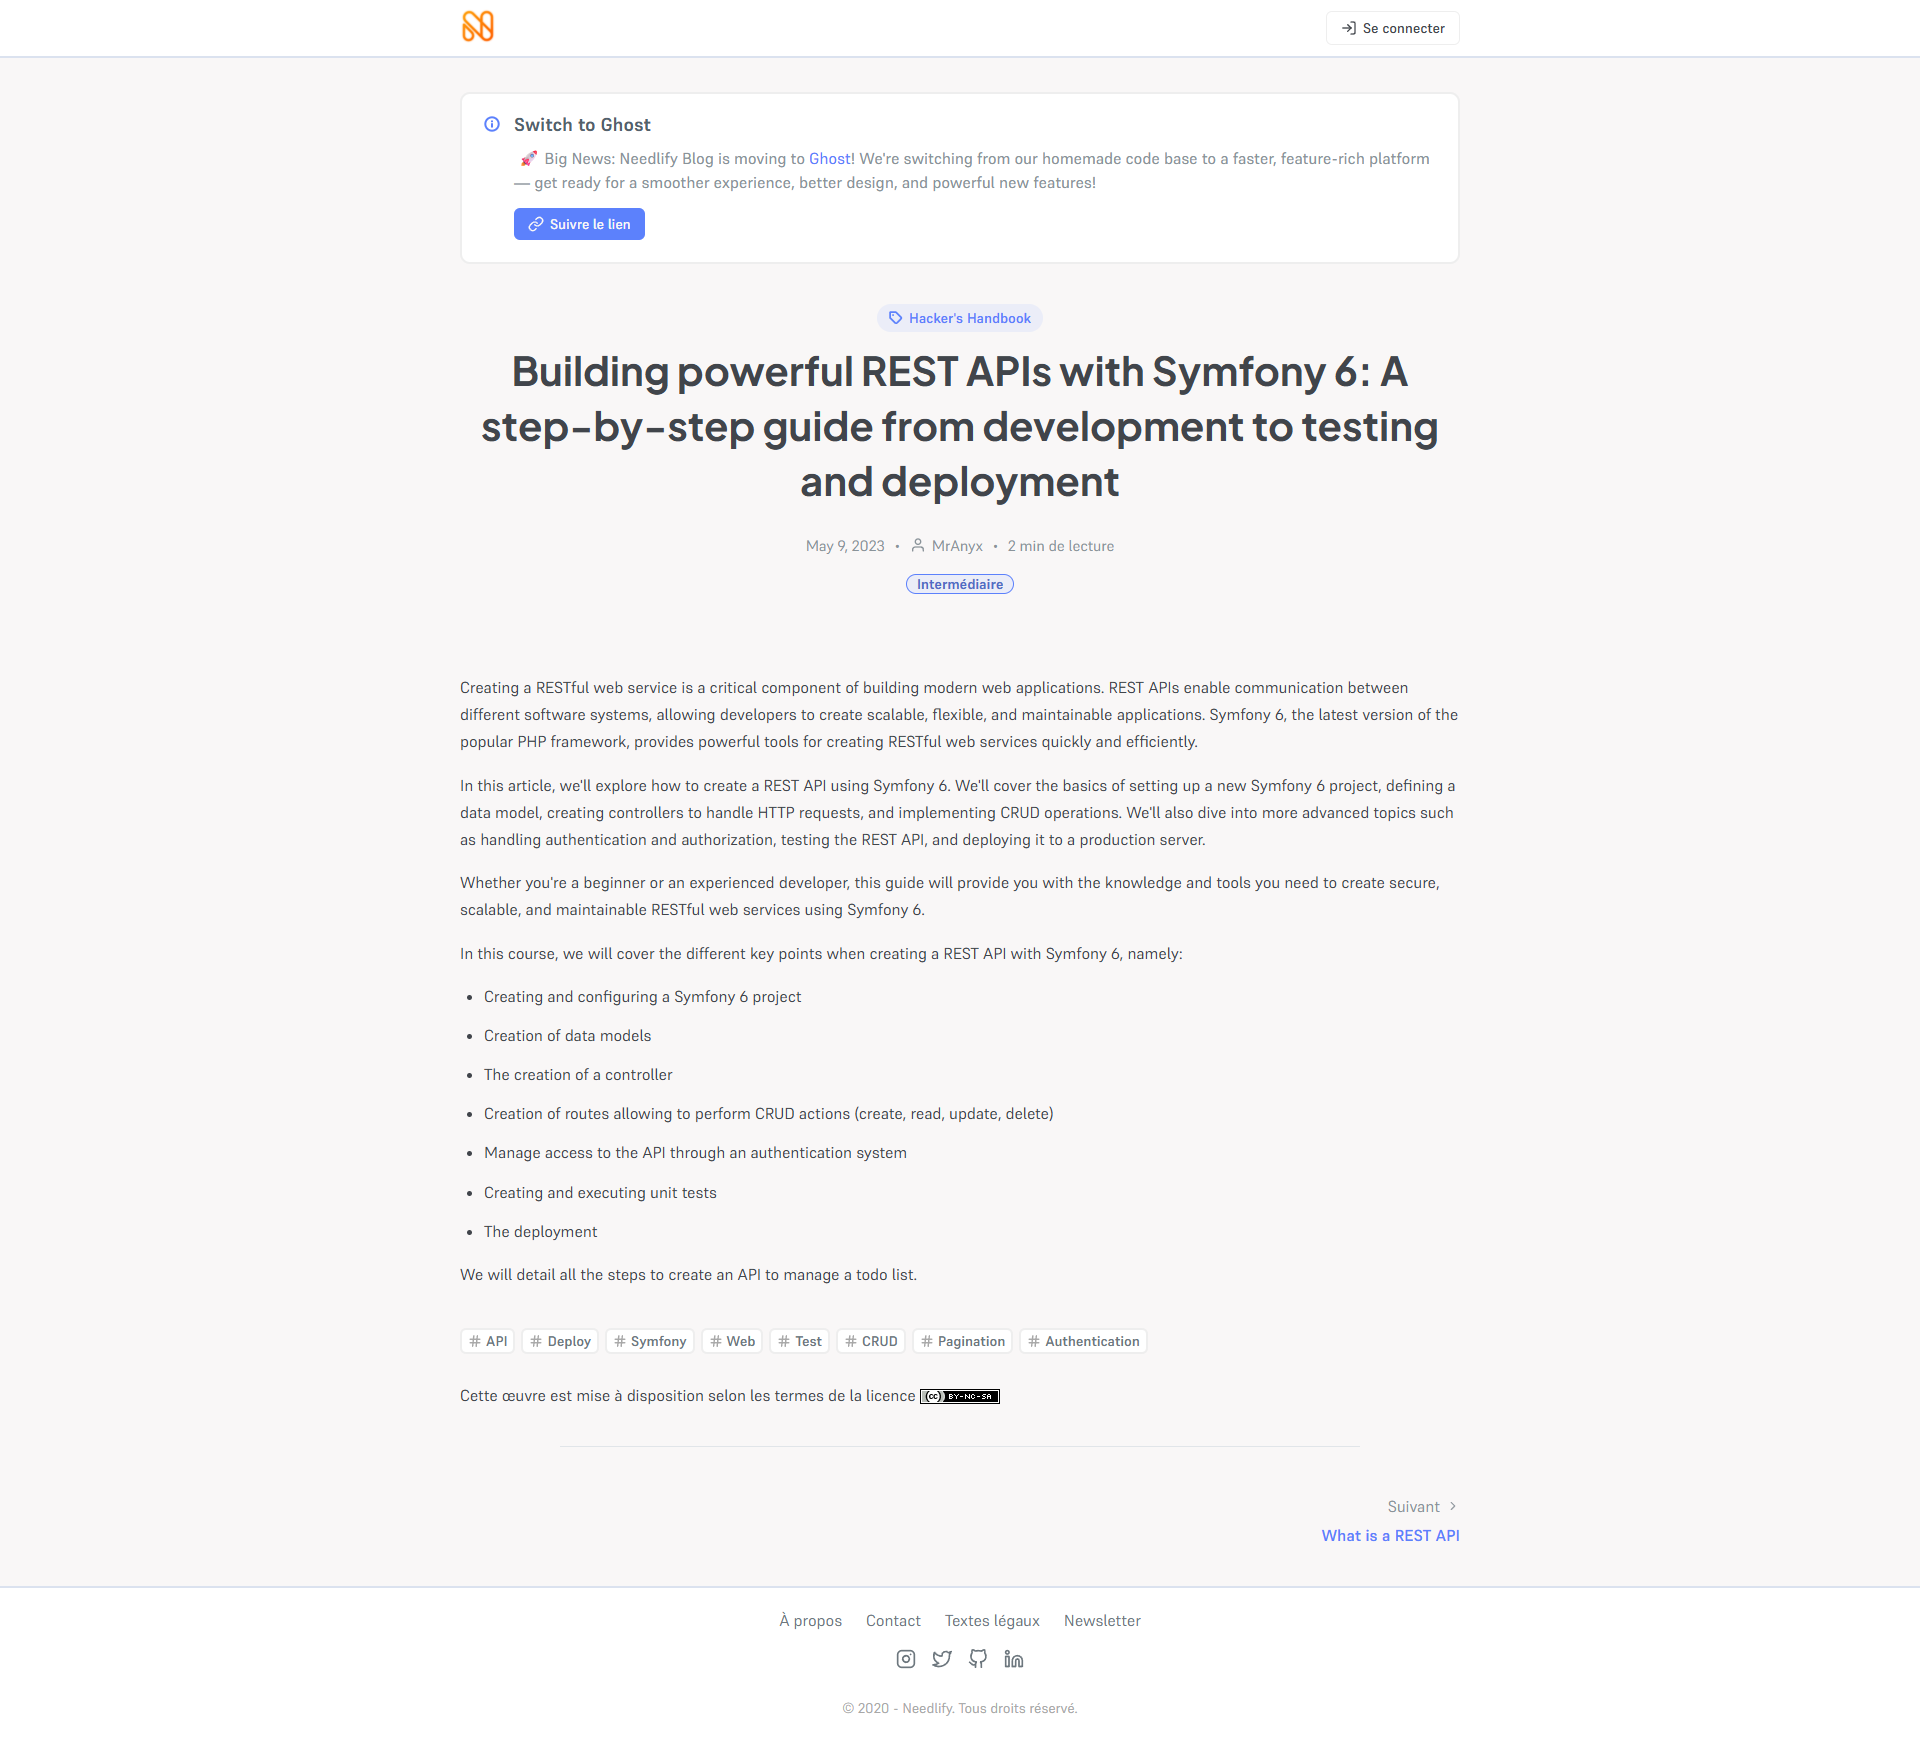 Se connecter
Switch to Ghost
🚀 Big News: Needlify Blog is moving to Ghost! We're switching from our homemade code base to a faster, feature-rich platform
— get ready for a smoother experience, better design, and powerful new features!
Suivre le lien
Hacker's Handbook
Building powerful REST APIs with Symfony 6: A
step-by-step guide from development to testing
and deployment
May 9, 2023 • MrAnyx • 2 min de lecture
Intermédiaire
Creating a RESTful web service is a critical component of building modern web applications. REST APIs enable communication between
different software systems, allowing developers to create scalable, flexible, and maintainable applications. Symfony 6, the latest version of the
popular PHP framework, provides powerful tools for creating RESTful web services quickly and efficiently.
In this article, we'll explore how to create a REST API using Symfony 6. We'll cover the basics of setting up a new Symfony 6 project, defining a
data model, creating controllers to handle HTTP requests, and implementing CRUD operations. We'll also dive into more advanced topics such
as handling authentication and authorization, testing the REST API, and deploying it to a production server.
Whether you're a beginner or an experienced developer, this guide will provide you with the knowledge and tools you need to create secure,
scalable, and maintainable RESTful web services using Symfony 6.
In this course, we will cover the different key points when creating a REST API with Symfony 6, namely:
• Creating and configuring a Symfony 6 project
• Creation of data models
• The creation of a controller
• Creation of routes allowing to perform CRUD actions (create, read, update, delete)
• Manage access to the API through an authentication system
• Creating and executing unit tests
• The deployment
We will detail all the steps to create an API to manage a todo list.
# API # Deploy # Symfony # Web # Test # CRUD # Pagination # Authentication
Cette œuvre est mise à disposition selon les termes de la licence (cc) BY-NC-SA
Suivant >
What is a REST API
À propos Contact Textes légaux Newsletter
© 2020 - Needlify. Tous droits réservé.